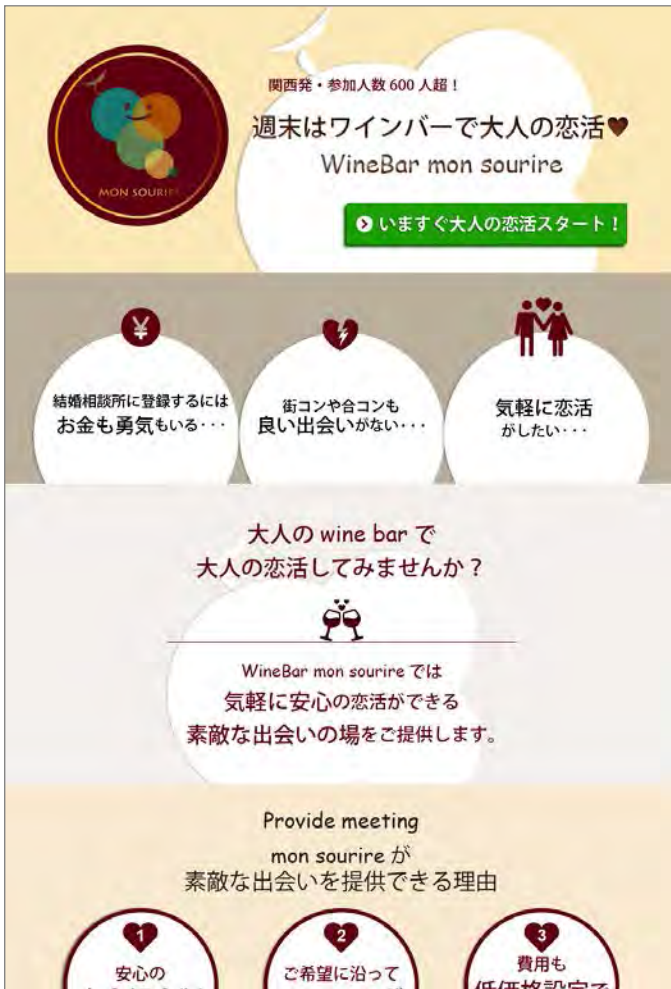 関西発・参加人数600人超！
週末はワインバーで大人の恋活♥
WineBar mon sourire
MON SOURIRE
いますぐ大人の恋活スタート！
¥
結婚相談所に登録するには
お金も勇気もいる・・・
街コンや合コンも
良い出会いがない・・・
気軽に恋活
がしたい・・・
大人の wine bar で
大人の恋活してみませんか？
WineBar mon sourire では
気軽に安心の恋活ができる
素敵な出会いの場をご提供します。
Provide meeting
mon sourire が
素敵な出会いを提供できる理由
1
安心の
2
ご希望に沿って
3
費用も
低価格設定で